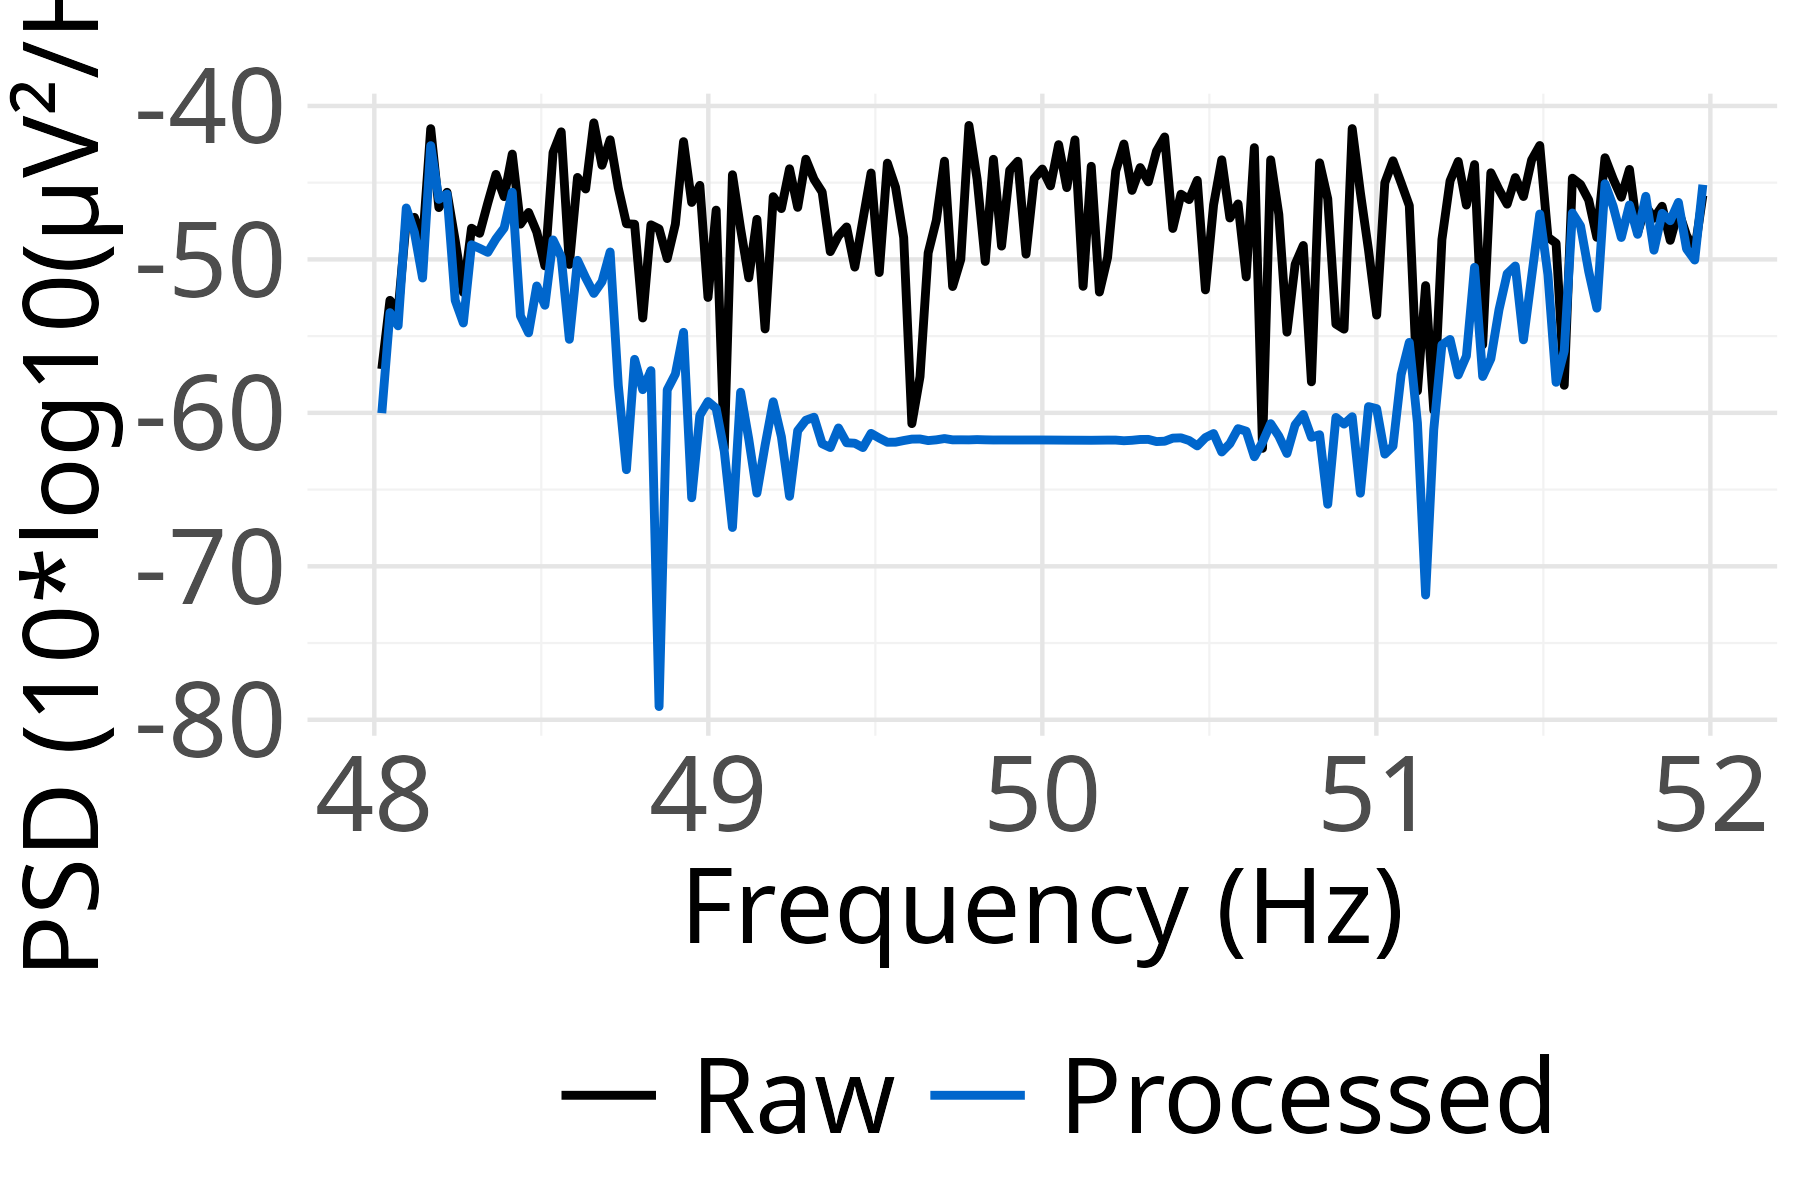 PSD (10*log10(µV²/H
-40
-50
-60
-70
-80
48 49 50 51 52
Frequency (Hz)
Raw Processed